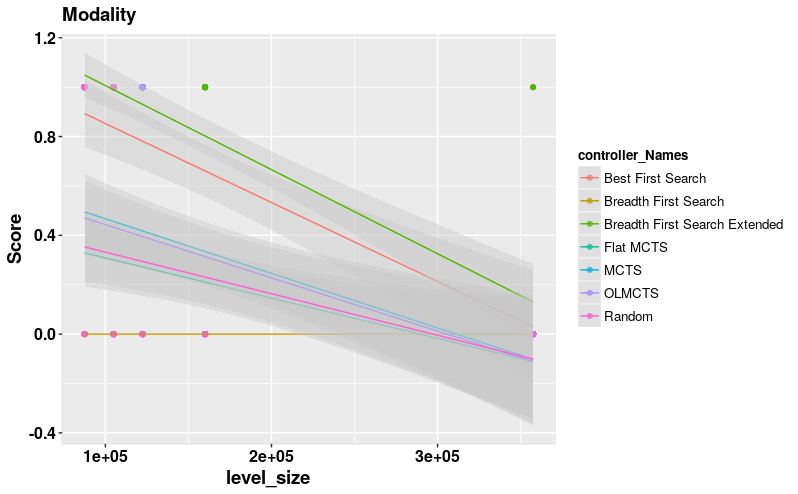 Modality
1.2
0.8
0.4
0.0
-0.4
Score
1e+05
2e+05
3e+05
level_size
controller_Names
Best First Search
Breadth First Search
Breadth First Search Extended
Flat MCTS
MCTS
OLMCTS
Random